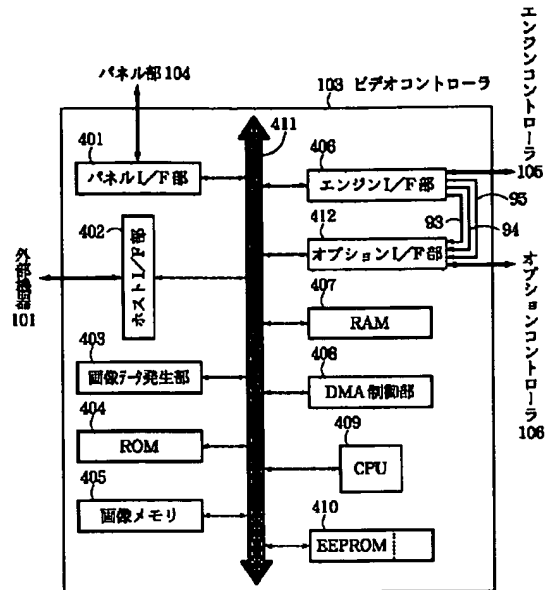 パネル部104
103 ビデオコントローラ
エンジンコントローラ
105
411
401
パネルI/F部
406
エンジンI/F部
95
93
94
402
ホストI/F部
412
オプションI/F部
外部機器
101
407
RAM
オプションコントローラ
106
403
画像データ発生部
408
DMA制御部
404
ROM
409
CPU
405
画像メモリ
410
EEPROM